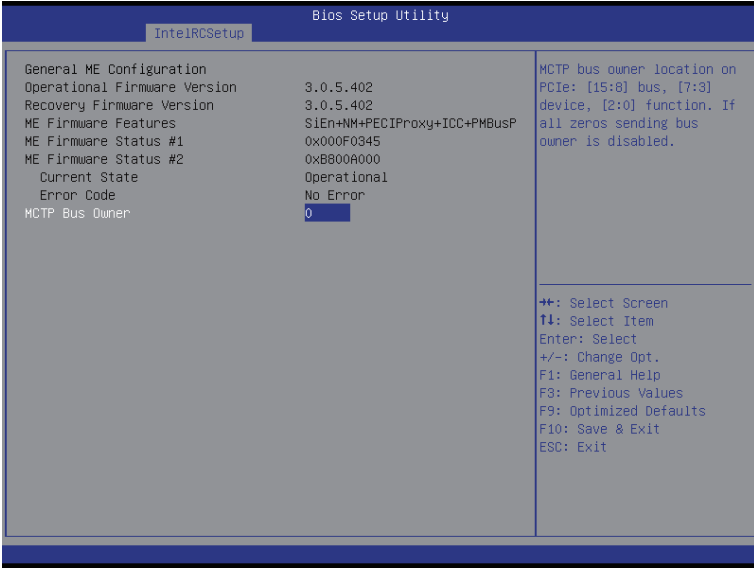 Bios Setup Utility
IntelRCSetup
General ME Configuration
Operational Firmware Version 3.0.5.402
Recovery Firmware Version 3.0.5.402
ME Firmware Features SiEn+NM+PECIProxy+ICC+PMBusP
ME Firmware Status #1 0x000F0345
ME Firmware Status #2 0xB800A000
Current State Operational
Error Code No Error
MCTP Bus Owner 0
MCTP bus owner location on
PCIe: [15:8] bus, [7:3]
device, [2:0] function. If
all zeros sending bus
owner is disabled.
→←: Select Screen
↑↓: Select Item
Enter: Select
+/-: Change Opt.
F1: General Help
F3: Previous Values
F9: Optimized Defaults
F10: Save & Exit
ESC: Exit